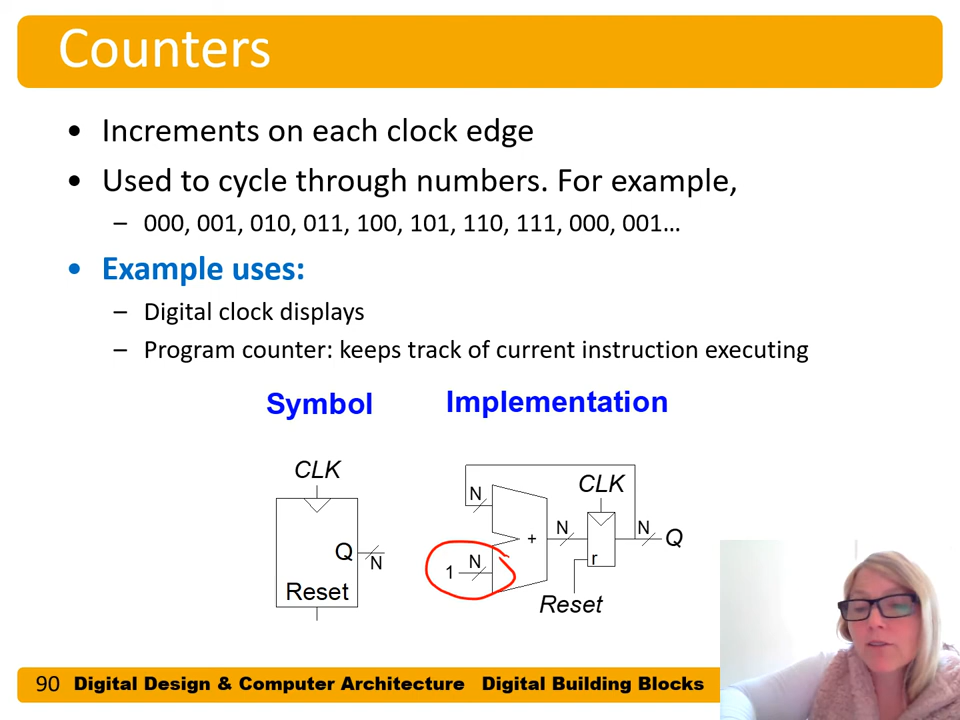 Counters
• Increments on each clock edge
• Used to cycle through numbers. For example,
– 000, 001, 010, 011, 100, 101, 110, 111, 000, 001…
• Example uses:
– Digital clock displays
– Program counter: keeps track of current instruction executing
Symbol Implementation
CLK
Q
N
Reset
N
CLK
+
N
N
Q
1
N
r
Reset
90 Digital Design & Computer Architecture Digital Building Blocks